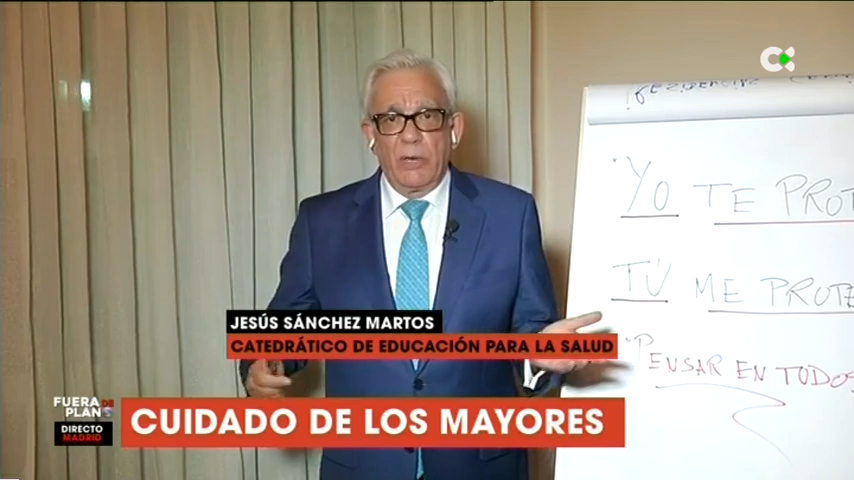 YO TE PROT
TÚ ME PROTE
PENSAR EN TODOS
JESÚS SÁNCHEZ MARTOS
CATEDRÁTICO DE EDUCACIÓN PARA LA SALUD
FUERA DE
PLANO
DIRECTO
MADRID
CUIDADO DE LOS MAYORES